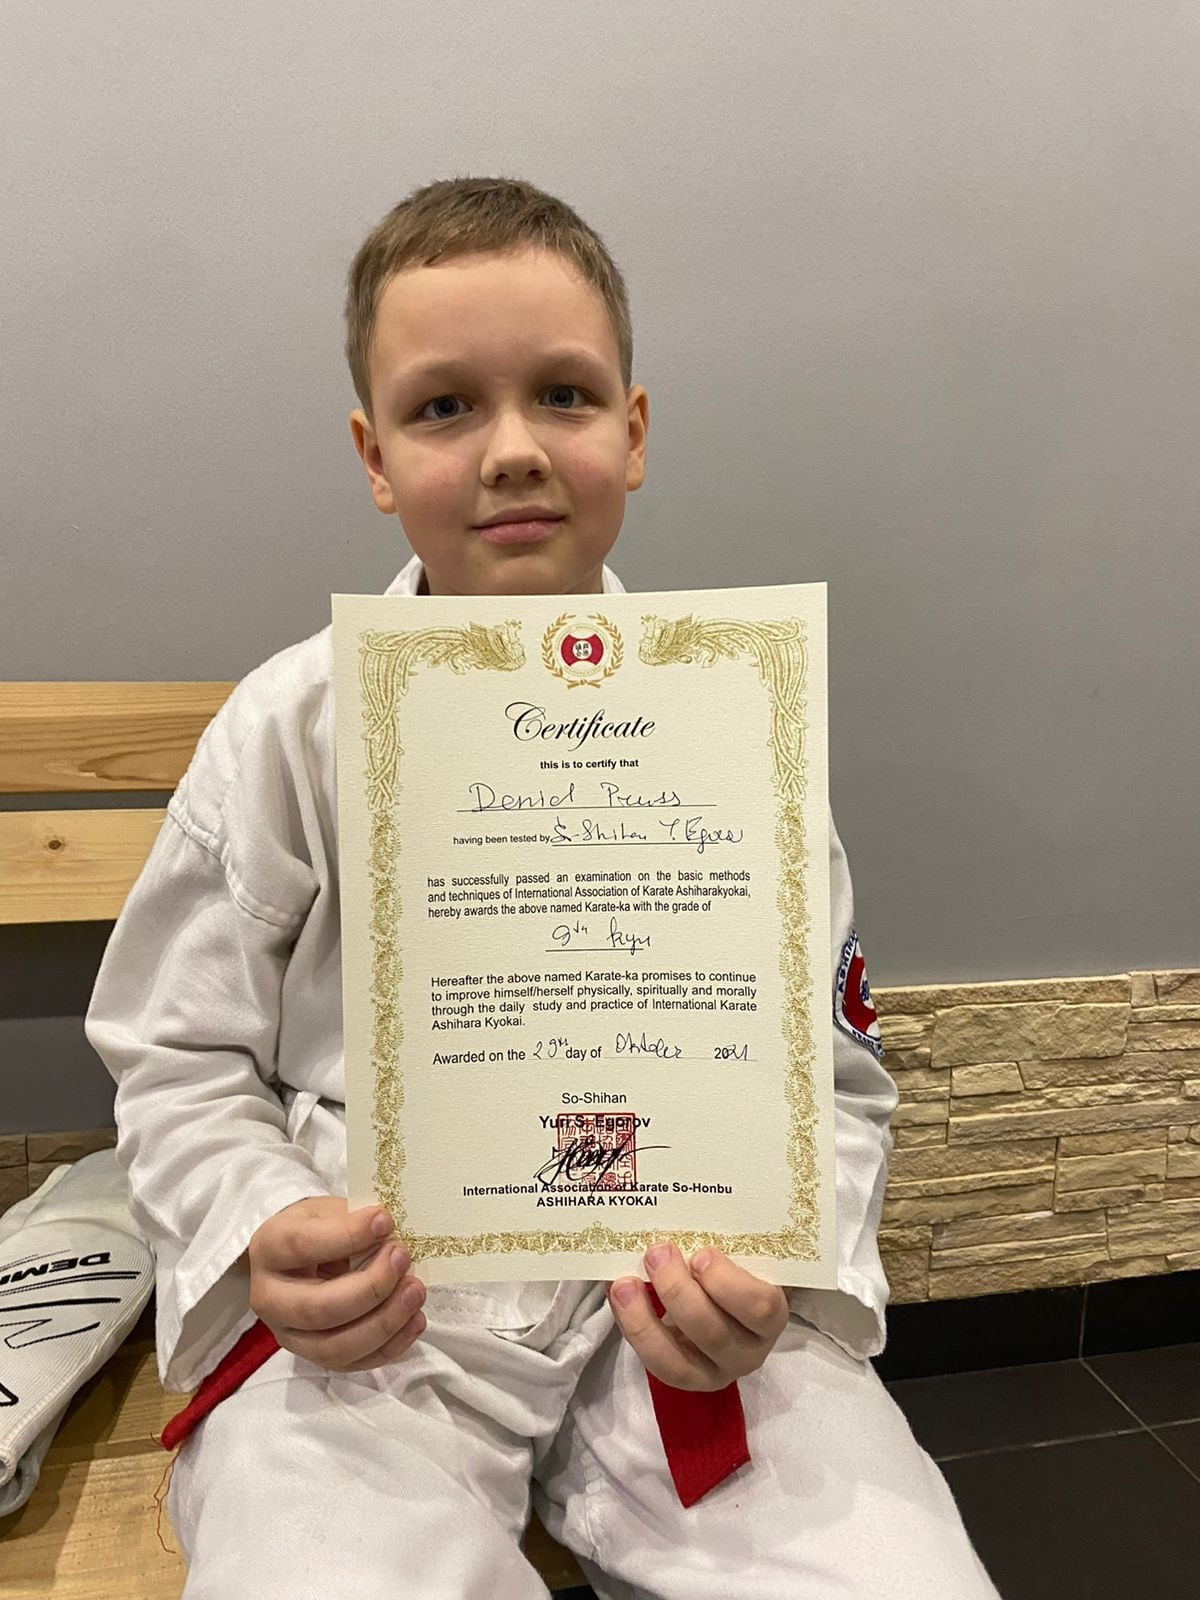 Certificate
this is to certify that
Deniel Pruss
having been tested by So-Shihan Y. Egorov
has successfully passed an examination on the basic methods
and techniques of International Association of Karate Ashiharakyokai,
hereby awards the above named Karate-ka with the grade of
9th kyu
Hereafter the above named Karate-ka promises to continue
to improve himself/herself physically, spiritually and morally
through the daily study and practice of International Karate
Ashihara Kyokai.
Awarded on the 29th day of Oktober 2021
So-Shihan
Yuri S. Egorov
International Association of Karate So-Honbu
ASHIHARA KYOKAI